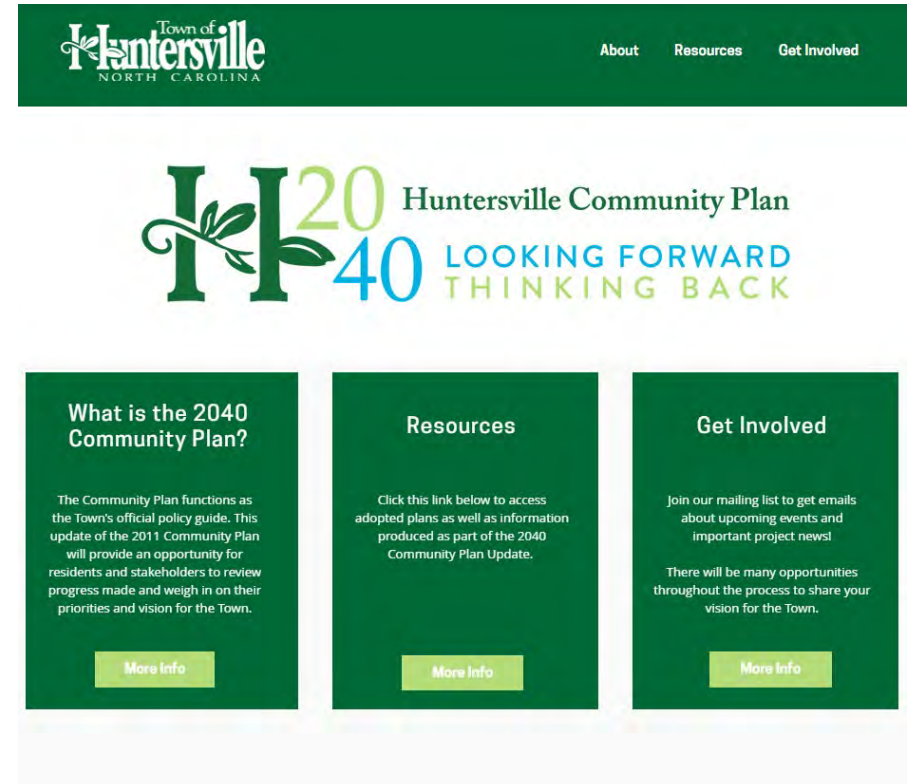 Town of
Huntersville
NORTH CAROLINA
About Resources Get Involved
H 20 40
Huntersville Community Plan
LOOKING FORWARD
THINKING BACK
What is the 2040
Community Plan?
The Community Plan functions as
the Town's official policy guide. This
update of the 2011 Community Plan
will provide an opportunity for
residents and stakeholders to review
progress made and weigh in on their
priorities and vision for the Town.
More Info
Resources
Click this link below to access
adopted plans as well as information
produced as part of the 2040
Community Plan Update.
More Info
Get Involved
Join our mailing list to get emails
about upcoming events and
important project news!
There will be many opportunities
throughout the process to share your
vision for the Town.
More Info